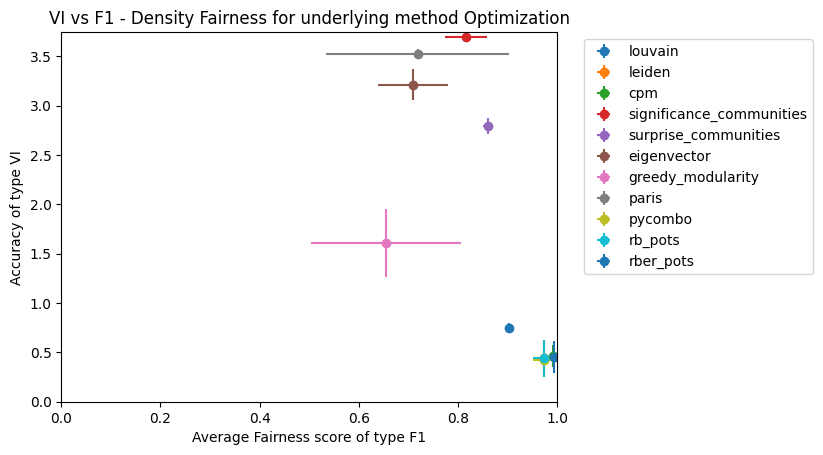 VI vs F1 - Density Fairness for underlying method Optimization
Accuracy of type VI
3.5
3.0
2.5
2.0
1.5
1.0
0.5
0.0
0.0 0.2 0.4 0.6 0.8 1.0
Average Fairness score of type F1
louvain
leiden
cpm
significance_communities
surprise_communities
eigenvector
greedy_modularity
paris
pycombo
rb_pots
rber_pots